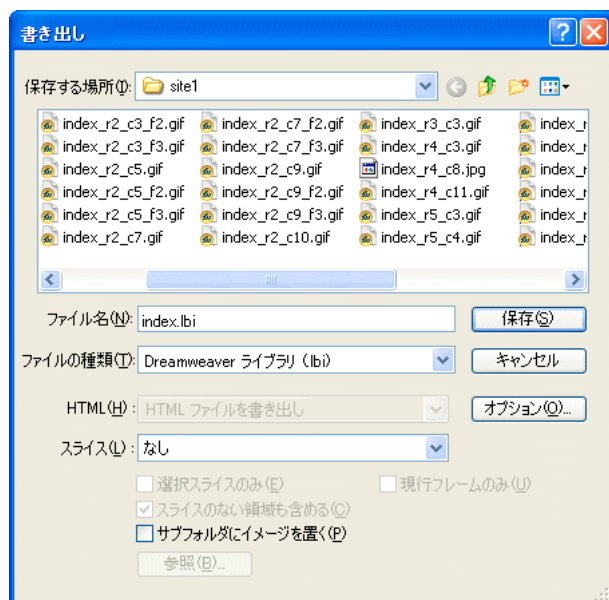 書き出し
保存する場所(I): site1
index_r2_c3_f2.gif index_r2_c7_f2.gif index_r3_c3.gif index_r
index_r2_c3_f3.gif index_r2_c7_f3.gif index_r4_c3.gif index_r
index_r2_c5.gif index_r2_c9.gif index_r4_c8.jpg index_r
index_r2_c5_f2.gif index_r2_c9_f2.gif index_r4_c11.gif index_r
index_r2_c5_f3.gif index_r2_c9_f3.gif index_r5_c3.gif index_r
index_r2_c7.gif index_r2_c10.gif index_r5_c4.gif index_r
ファイル名(N): index.lbi 保存(S)
ファイルの種類(T): Dreamweaver ライブラリ (lbi) キャンセル
HTML(H): HTML ファイルを書き出し オプション(O)...
スライス(L): なし
選択スライスのみ(E) 現行フレームのみ(U)
スライスのない領域も含める(C)
サブフォルダにイメージを置く(P)
参照(B)...